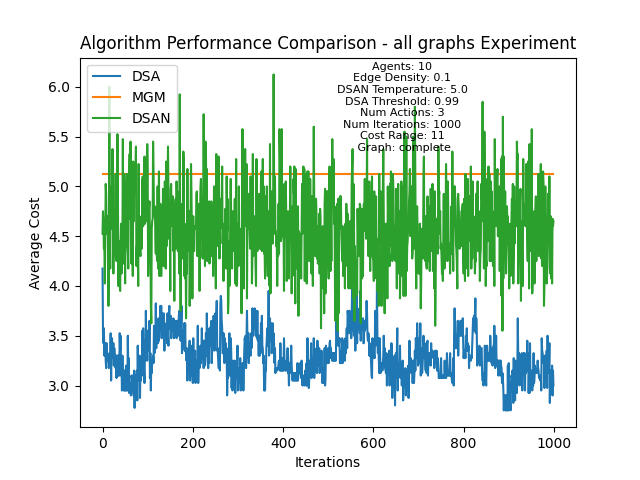 Algorithm Performance Comparison - all graphs Experiment
DSA
MGM
DSAN
Agents: 10
Edge Density: 0.1
DSAN Temperature: 5.0
DSA Threshold: 0.99
Num Actions: 3
Num Iterations: 1000
Cost Range: 11
Graph: complete
Average Cost
6.0
5.5
5.0
4.5
4.0
3.5
3.0
0 200 400 600 800 1000
Iterations